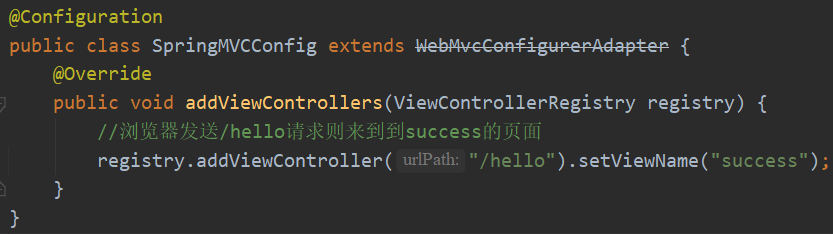 @Configuration
public class SpringMVCConfig extends WebMvcConfigurerAdapter {
@Override
public void addViewControllers(ViewControllerRegistry registry) {
//浏览器发送/hello请求则来到到success的页面
registry.addViewController( urlPath: "/hello").setViewName("success");
}
}